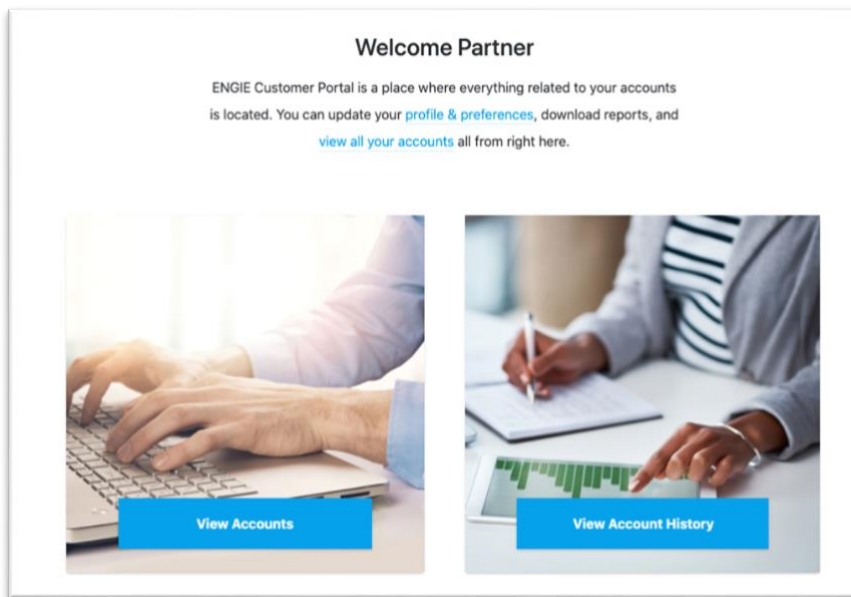 Welcome Partner
ENGIE Customer Portal is a place where everything related to your accounts
is located. You can update your profile & preferences, download reports, and
view all your accounts all from right here.
View Accounts
View Account History